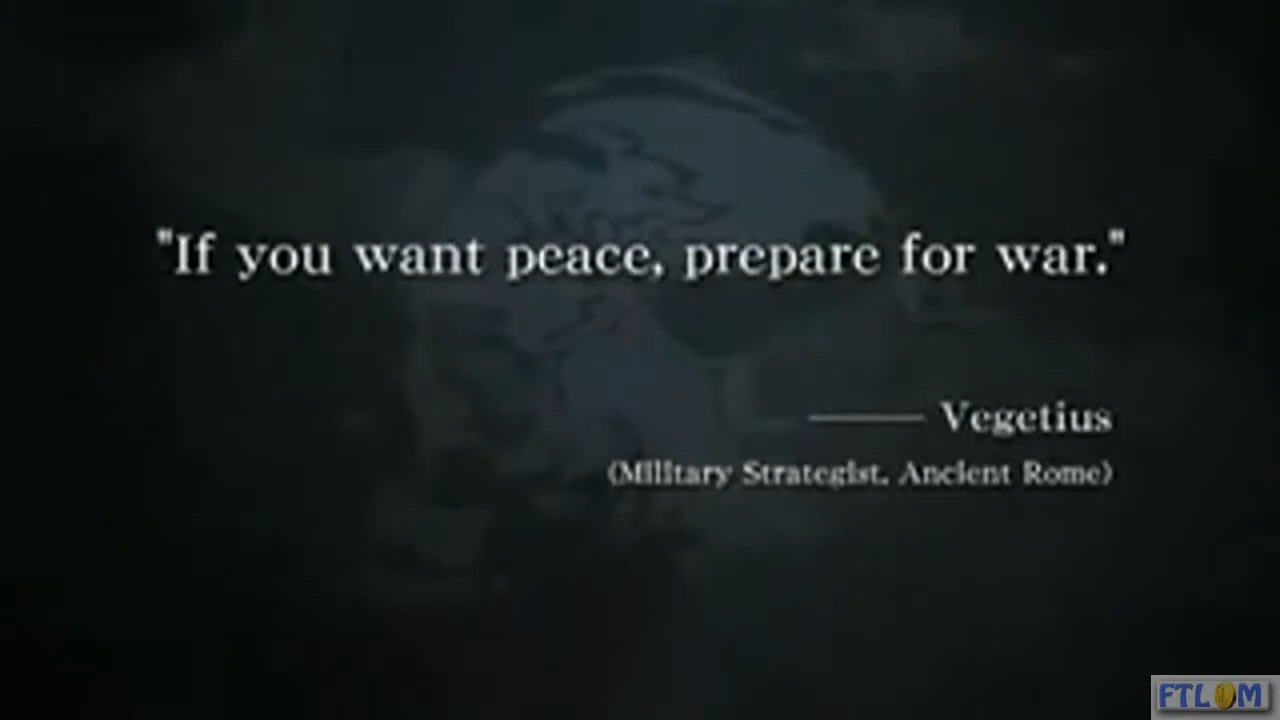 "If you want peace, prepare for war."
—— Vegetius
(Military Strategist, Ancient Rome)
FTLOM